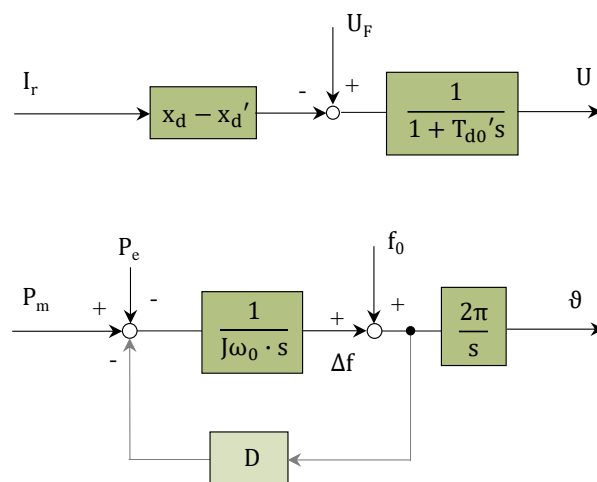 U_F
I_r
- +
U
x_d − x_d′
1
1 + T_d0′s
P_e
f_0
P_m
+ -
+ +
ϑ
1
Jω_0 · s
2π
s
-
Δf
D